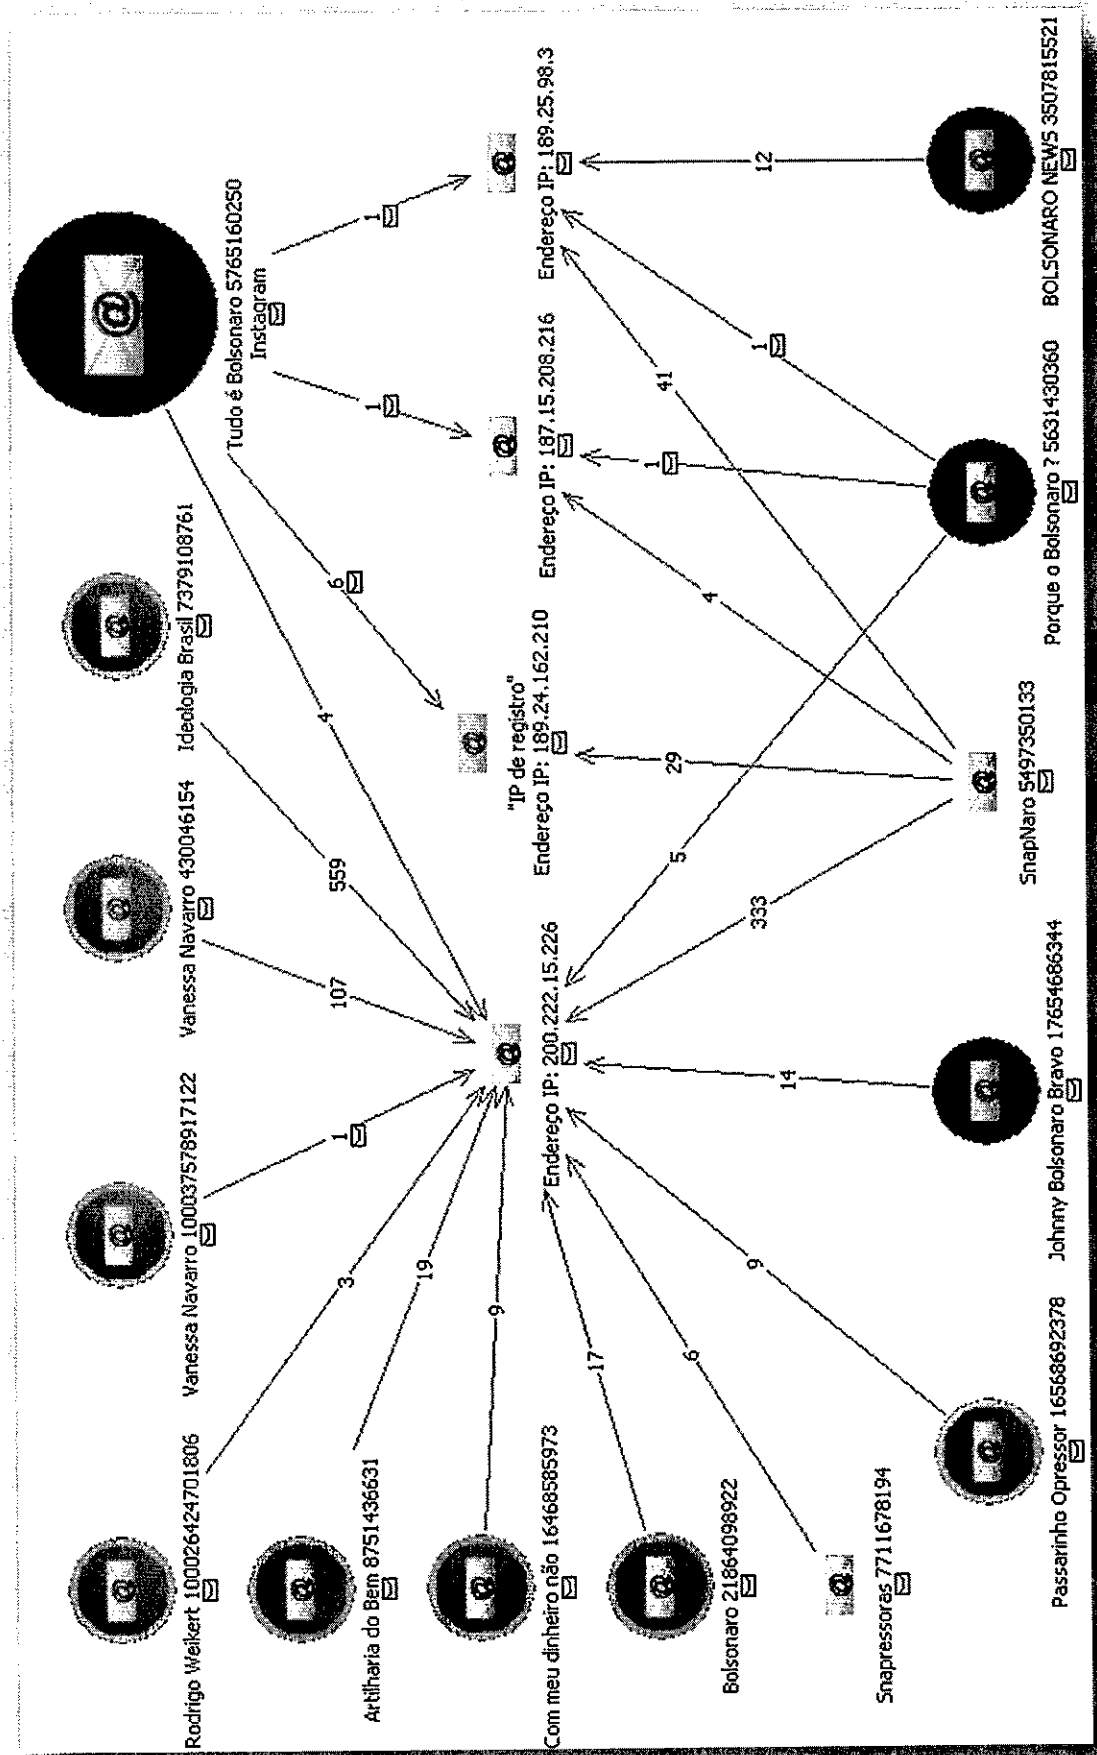 Rodrigo Weikert 100026424701806
Vanessa Navarro 100037578917122
Vanessa Navarro 430046154
Ideologia Brasil 7379108761
Tudo é Bolsonaro 5765160250
Instagram
Artilharia do Bem 8751436631
3
1
107
559
4
6
1
1
19
9
Com meu dinheiro não 16468585973
Endereço IP: 200.222.15.226
"IP de registro"
Endereço IP: 189.24.162.210
Endereço IP: 187.15.208.216
Endereço IP: 189.25.98.3
17
6
9
14
333
5
29
4
1
41
1
12
Bolsonaro 21864098922
Snapressoras 7711678194
Passarinho Opressor 16568692378
Johnny Bolsonaro Bravo 17654686344
SnapNaro 5497350133
Porque o Bolsonaro ? 5631430360
BOLSONARO NEWS 3507815521